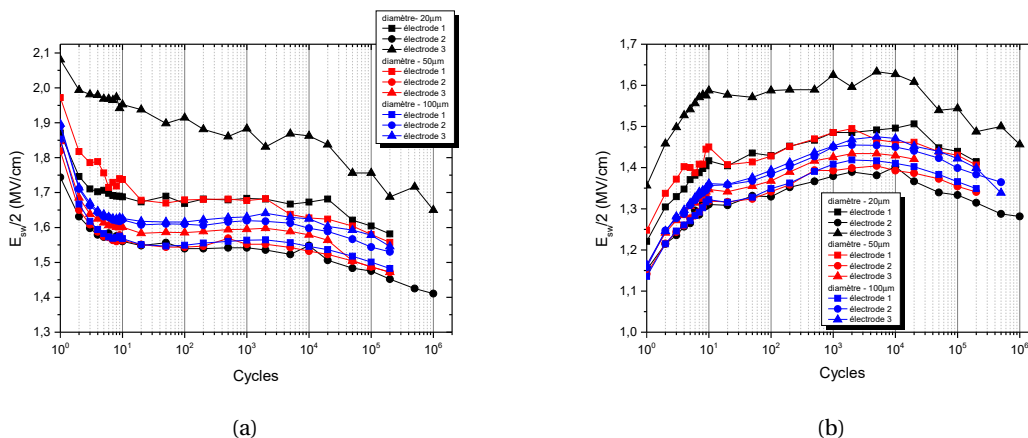 diamètre- 20µm
électrode 1
électrode 2
électrode 3
diamètre - 50µm
électrode 1
électrode 2
électrode 3
diamètre - 100µm
électrode 1
électrode 2
électrode 3
2,1
2,0
1,9
1,8
1,7
1,6
1,5
1,4
1,3
E_sw/2 (MV/cm)
10^0 10^1 10^2 10^3 10^4 10^5 10^6
Cycles
(a)
1,7
1,6
1,5
1,4
1,3
1,2
1,1
1,0
E_sw/2 (MV/cm)
diamètre - 20µm
électrode 1
électrode 2
électrode 3
diamètre - 50µm
électrode 1
électrode 2
électrode 3
diamètre - 100µm
électrode 1
électrode 2
électrode 3
10^0 10^1 10^2 10^3 10^4 10^5 10^6
Cycles
(b)